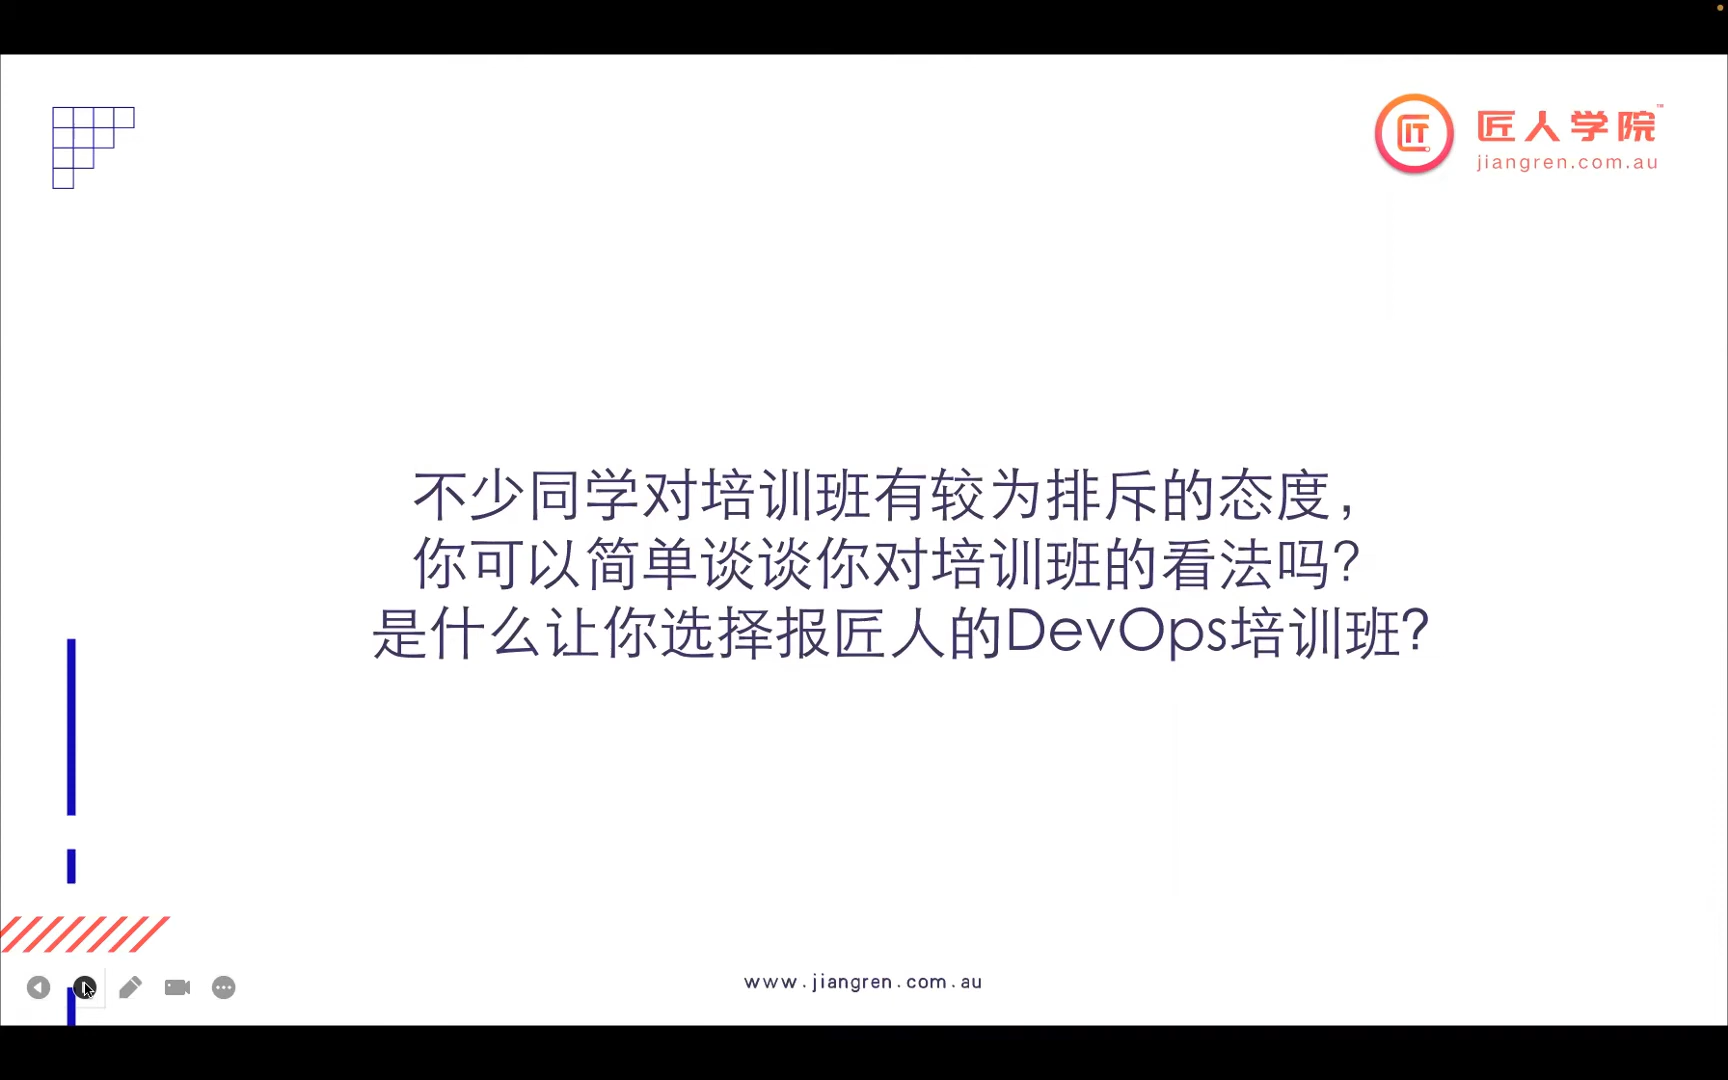 IT
匠人学院™
jiangren.com.au
不少同学对培训班有较为排斥的态度，
你可以简单谈谈你对培训班的看法吗？
是什么让你选择报匠人的DevOps培训班？
www.jiangren.com.au